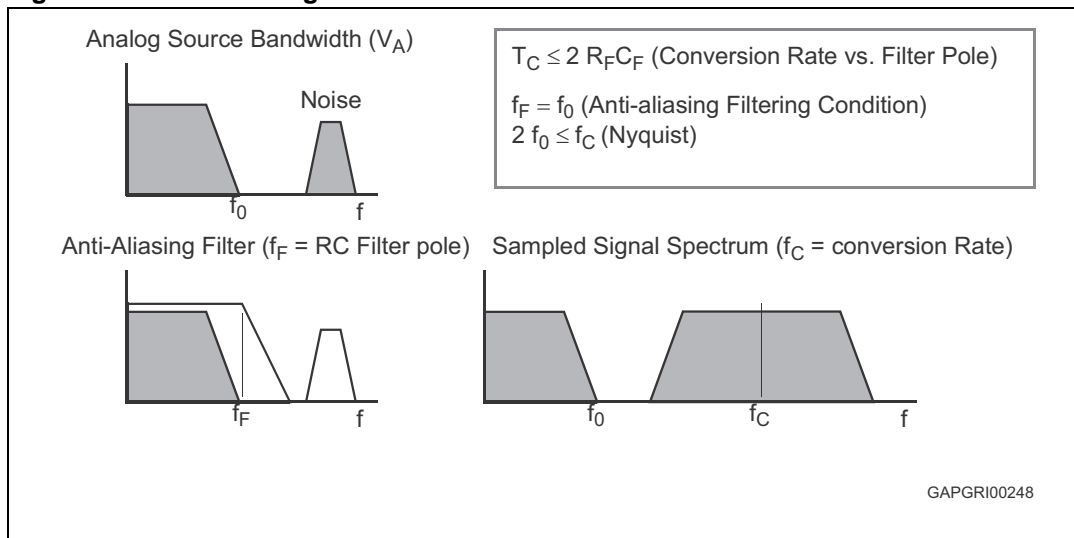 Analog Source Bandwidth (VA)
Noise
f0
f
TC ≤ 2 RFCF (Conversion Rate vs. Filter Pole)
fF = f0 (Anti-aliasing Filtering Condition)
2 f0 ≤ fC (Nyquist)
Anti-Aliasing Filter (fF = RC Filter pole)
fF
f
Sampled Signal Spectrum (fC = conversion Rate)
f0
fC
f
GAPGRI00248